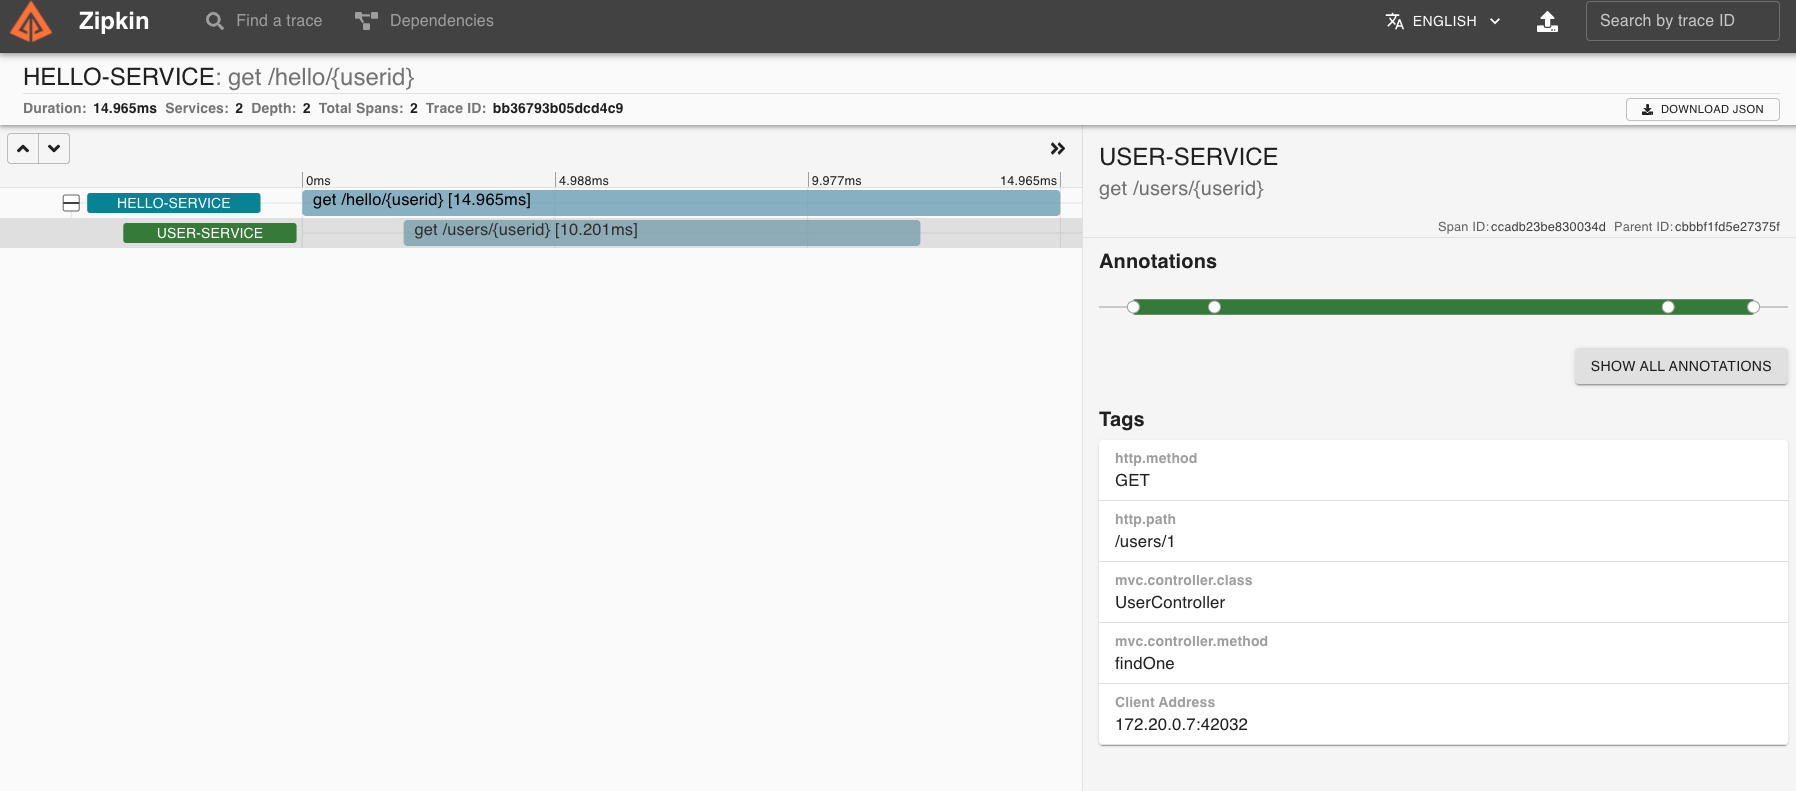 Zipkin Find a trace Dependencies ENGLISH Search by trace ID
HELLO-SERVICE: get /hello/{userid}
Duration: 14.965ms Services: 2 Depth: 2 Total Spans: 2 Trace ID: bb36793b05dcd4c9
DOWNLOAD JSON
0ms 4.988ms 9.977ms 14.965ms
HELLO-SERVICE get /hello/{userid} [14.965ms]
USER-SERVICE get /users/{userid} [10.201ms]
USER-SERVICE
get /users/{userid}
Span ID:ccadb23be830034d Parent ID:cbbbf1fd5e27375f
Annotations
SHOW ALL ANNOTATIONS
Tags
http.method
GET
http.path
/users/1
mvc.controller.class
UserController
mvc.controller.method
findOne
Client Address
172.20.0.7:42032